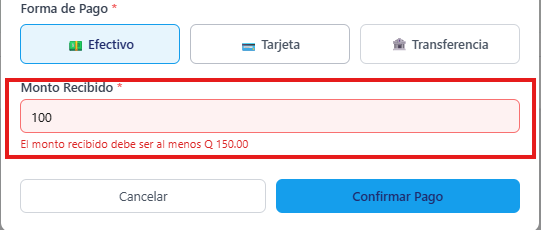 Forma de Pago *
Efectivo
Tarjeta
Transferencia
Monto Recibido *
100
El monto recibido debe ser al menos Q 150.00
Cancelar
Confirmar Pago